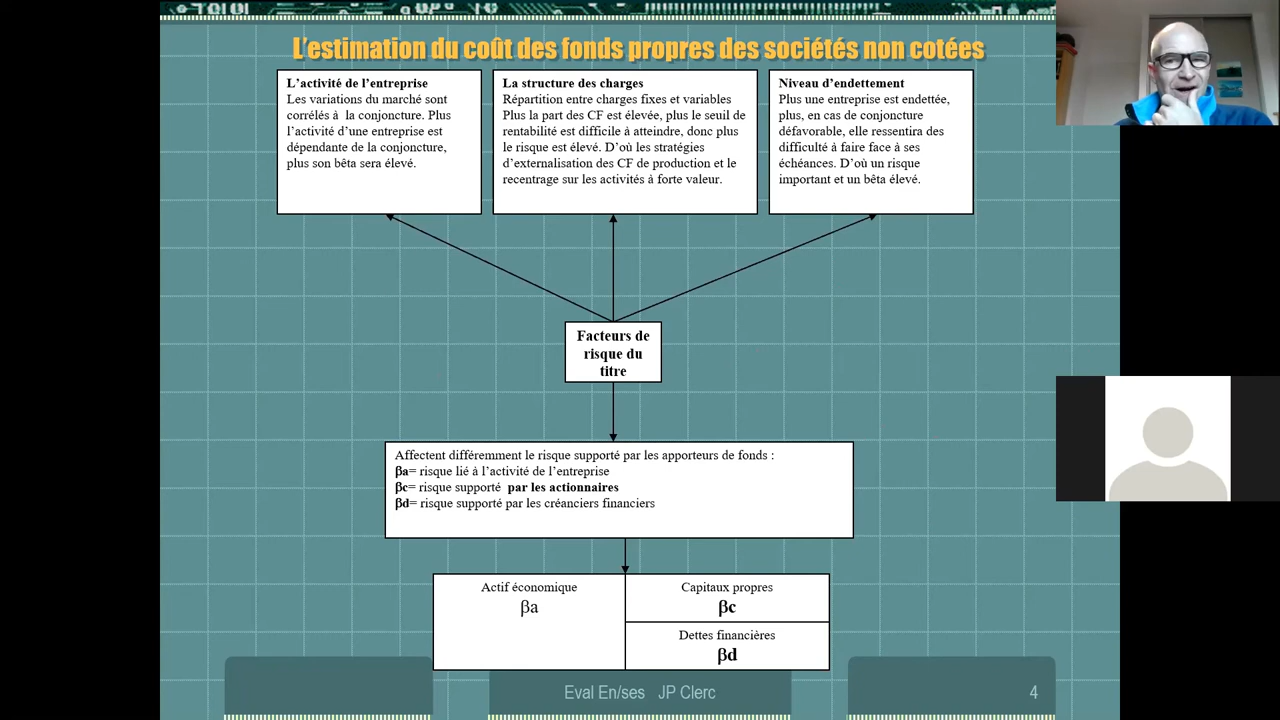 L'estimation du coût des fonds propres des sociétés non cotées
L'activité de l'entreprise
Les variations du marché sont
corrélés à  la conjoncture. Plus
l'activité d'une entreprise est
dépendante de la conjoncture,
plus son bêta sera élevé.
La structure des charges
Répartition entre charges fixes et variables
Plus la part des CF est élevée, plus le seuil de
rentabilité est difficile à atteindre, donc plus
le risque est élevé. D'où les stratégies
d'externalisation des CF de production et le
recentrage sur les activités à forte valeur.
Niveau d'endettement
Plus une entreprise est endettée,
plus, en cas de conjoncture
défavorable, elle ressentira des
difficulté à faire face à ses
échéances. D'où un risque
important et un bêta élevé.
Facteurs de
risque du
titre
Affectent différemment le risque supporté par les apporteurs de fonds :
βa= risque lié à l'activité de l'entreprise
βc= risque supporté  par les actionnaires
βd= risque supporté par les créanciers financiers
Actif économique
βa
Capitaux propres
βc
Dettes financières
βd
Eval En/ses   JP Clerc
4